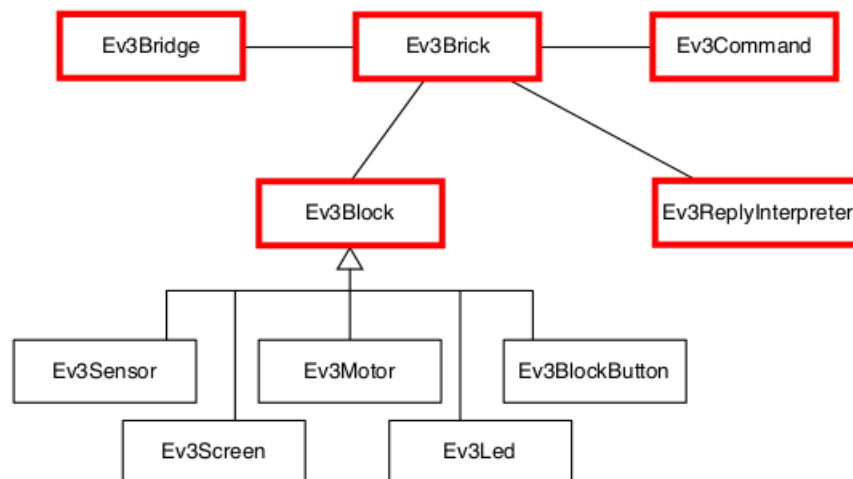 Ev3Bridge
Ev3Brick
Ev3Command
Ev3Block
Ev3ReplyInterpreter
Ev3Sensor
Ev3Motor
Ev3BlockButton
Ev3Screen
Ev3Led